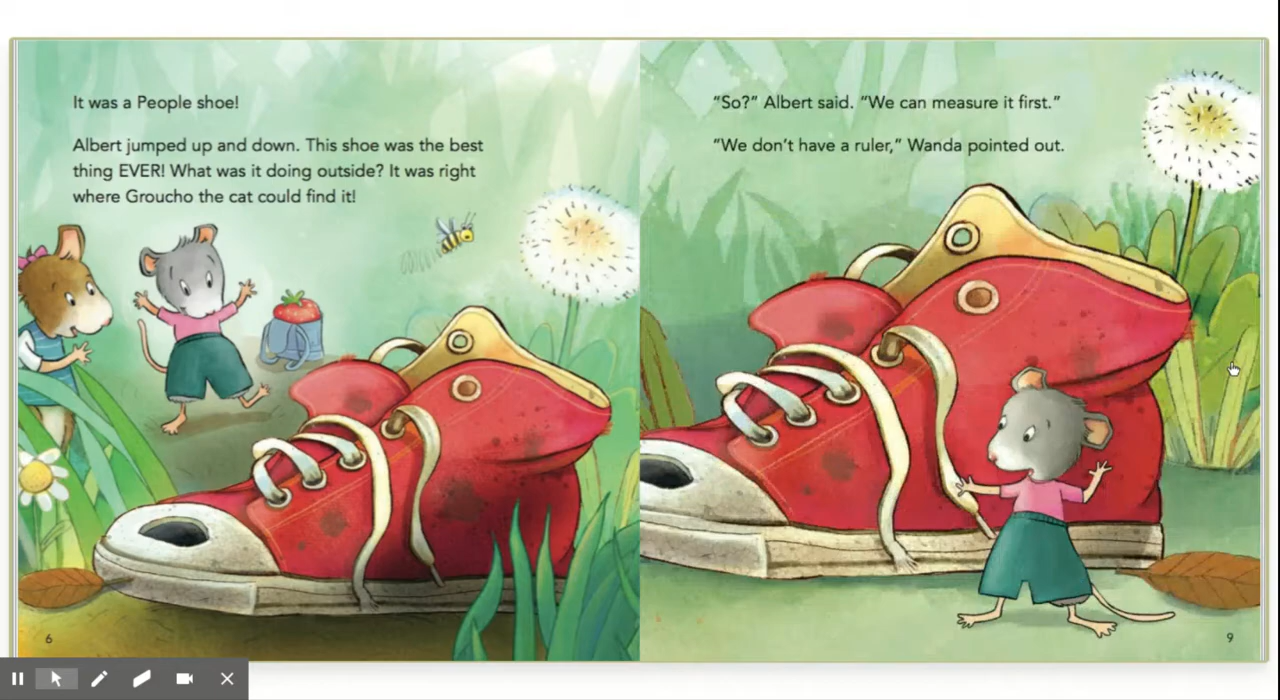 It was a People shoe!
Albert jumped up and down. This shoe was the best
thing EVER! What was it doing outside? It was right
where Groucho the cat could find it!
6
“So?” Albert said. “We can measure it first.”
“We don’t have a ruler,” Wanda pointed out.
9